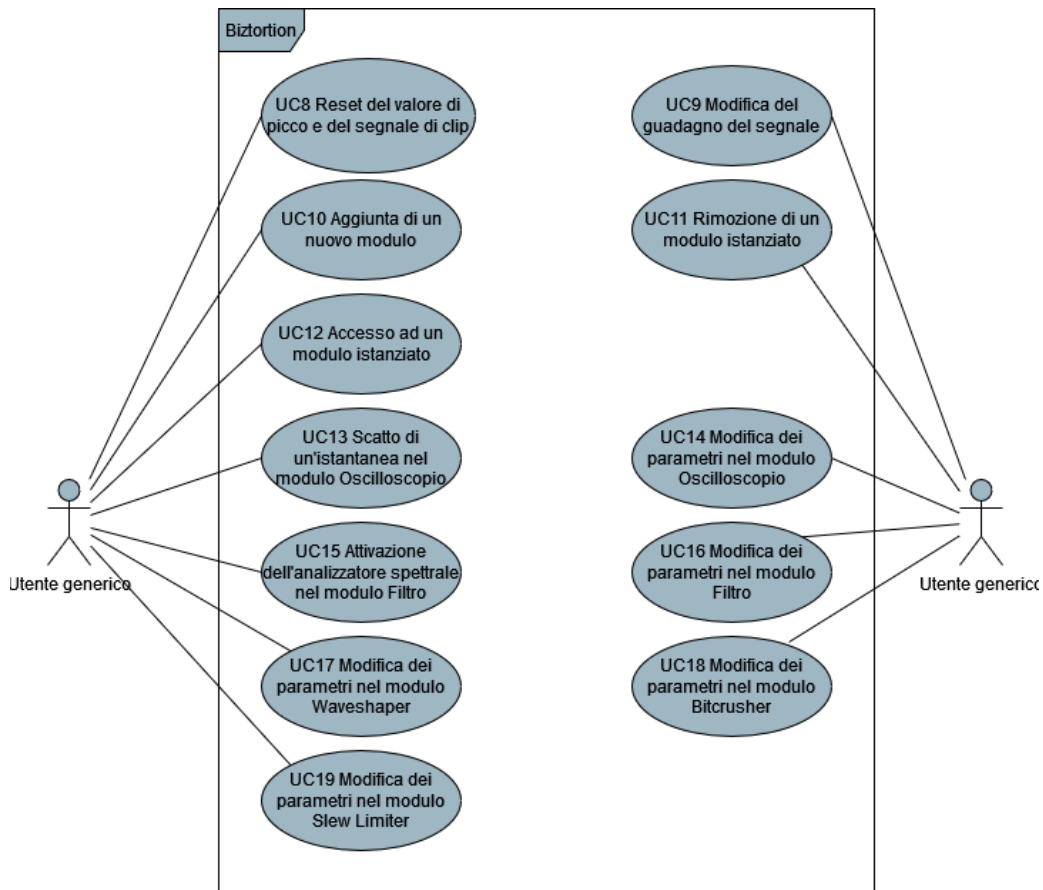 Biztortion
UC8 Reset del valore di
picco e del segnale di clip
UC9 Modifica del
guadagno del segnale
UC10 Aggiunta di un
nuovo modulo
UC11 Rimozione di un
modulo istanziato
UC12 Accesso ad un
modulo istanziato
UC13 Scatto di
un'istantanea nel
modulo Oscilloscopio
UC14 Modifica dei
parametri nel modulo
Oscilloscopio
UC15 Attivazione
dell'analizzatore spettrale
nel modulo Filtro
UC16 Modifica dei
parametri nel modulo
Filtro
Utente generico
Utente generico
UC17 Modifica dei
parametri nel modulo
Waveshaper
UC18 Modifica dei
parametri nel modulo
Bitcrusher
UC19 Modifica dei
parametri nel modulo
Slew Limiter